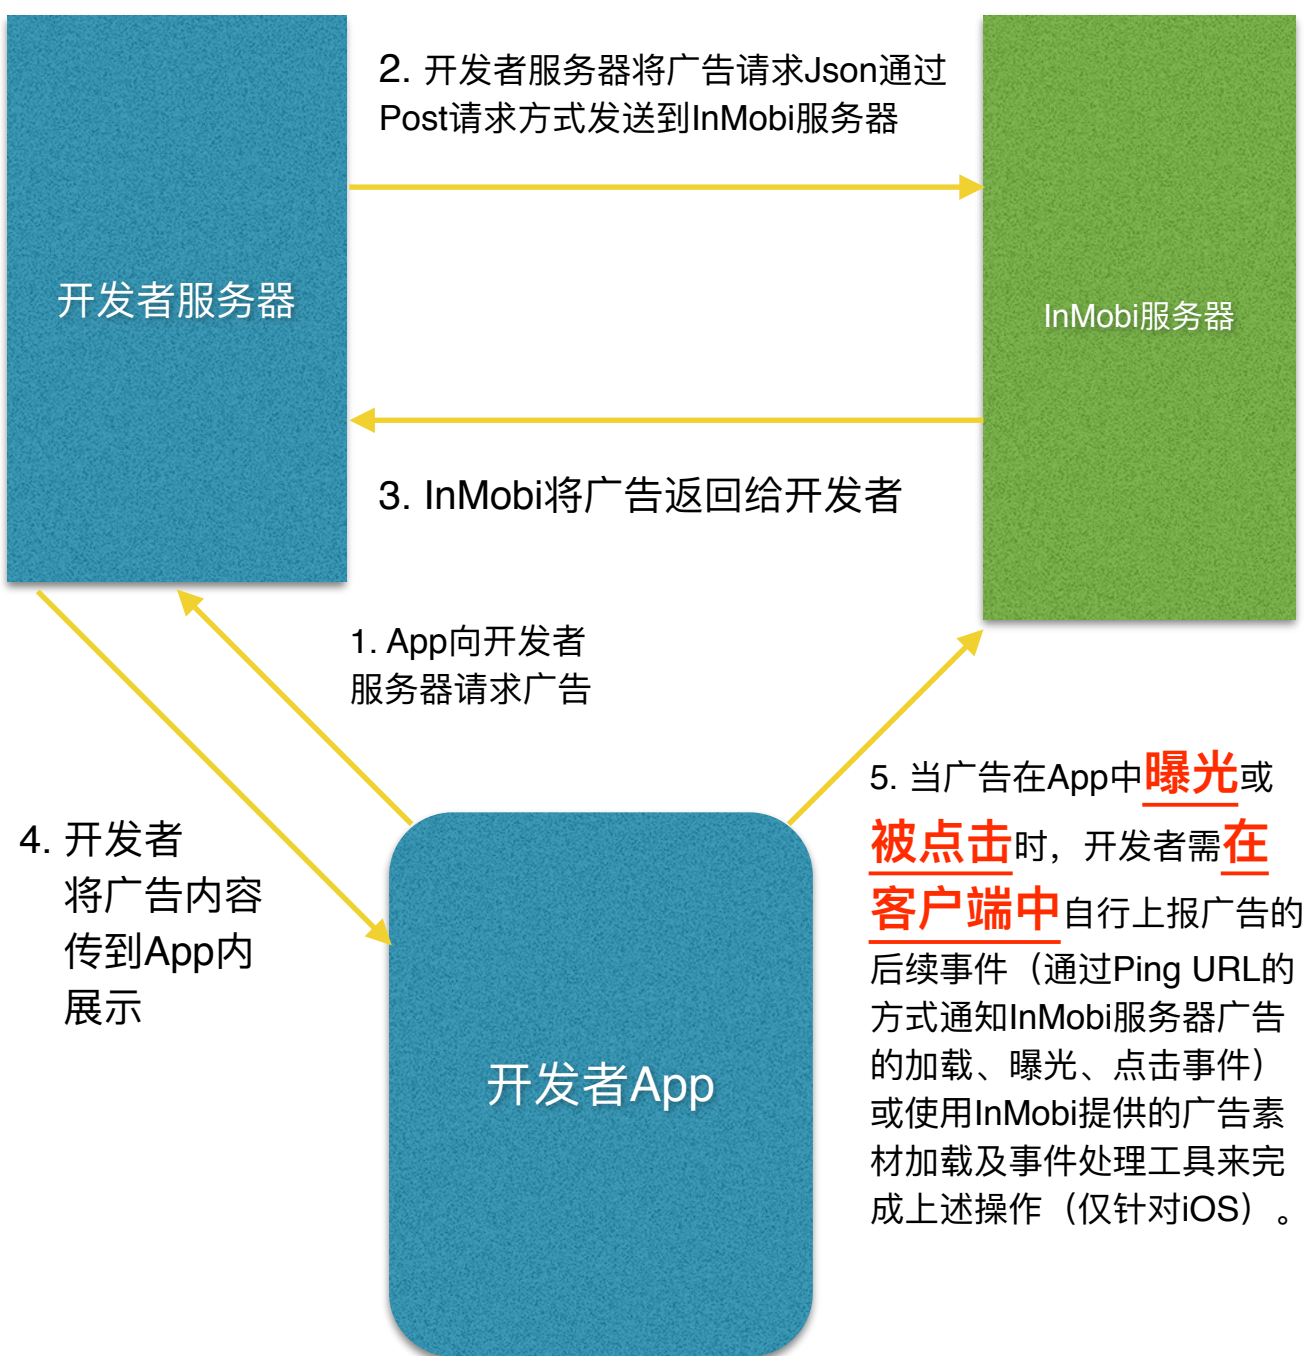 2. 开发者服务器将广告请求Json通过
Post请求方式发送到InMobi服务器
开发者服务器
InMobi服务器
3. InMobi将广告返回给开发者
1. App向开发者
服务器请求广告
4. 开发者
将广告内容
传到App内
展示
5. 当广告在App中曝光或
被点击时，开发者需在
客户端中自行上报广告的
后续事件（通过Ping URL的
方式通知InMobi服务器广告
的加载、曝光、点击事件）
或使用InMobi提供的广告素
材加载及事件处理工具来完
成上述操作（仅针对iOS）。
开发者App